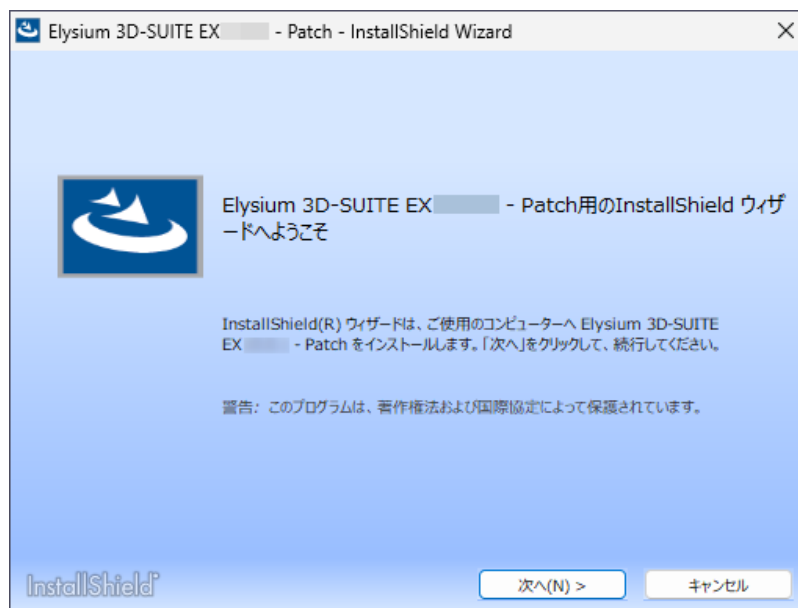 Elysium 3D-SUITE EX - Patch - InstallShield Wizard
Elysium 3D-SUITE EX - Patch用のInstallShield ウィザ
ードへようこそ
InstallShield(R) ウィザードは、ご使用のコンピューターへ Elysium 3D-SUITE
EX - Patch をインストールします。「次へ」をクリックして、続行してください。
警告: このプログラムは、著作権法および国際協定によって保護されています。
InstallShield
次へ(N) >
キャンセル